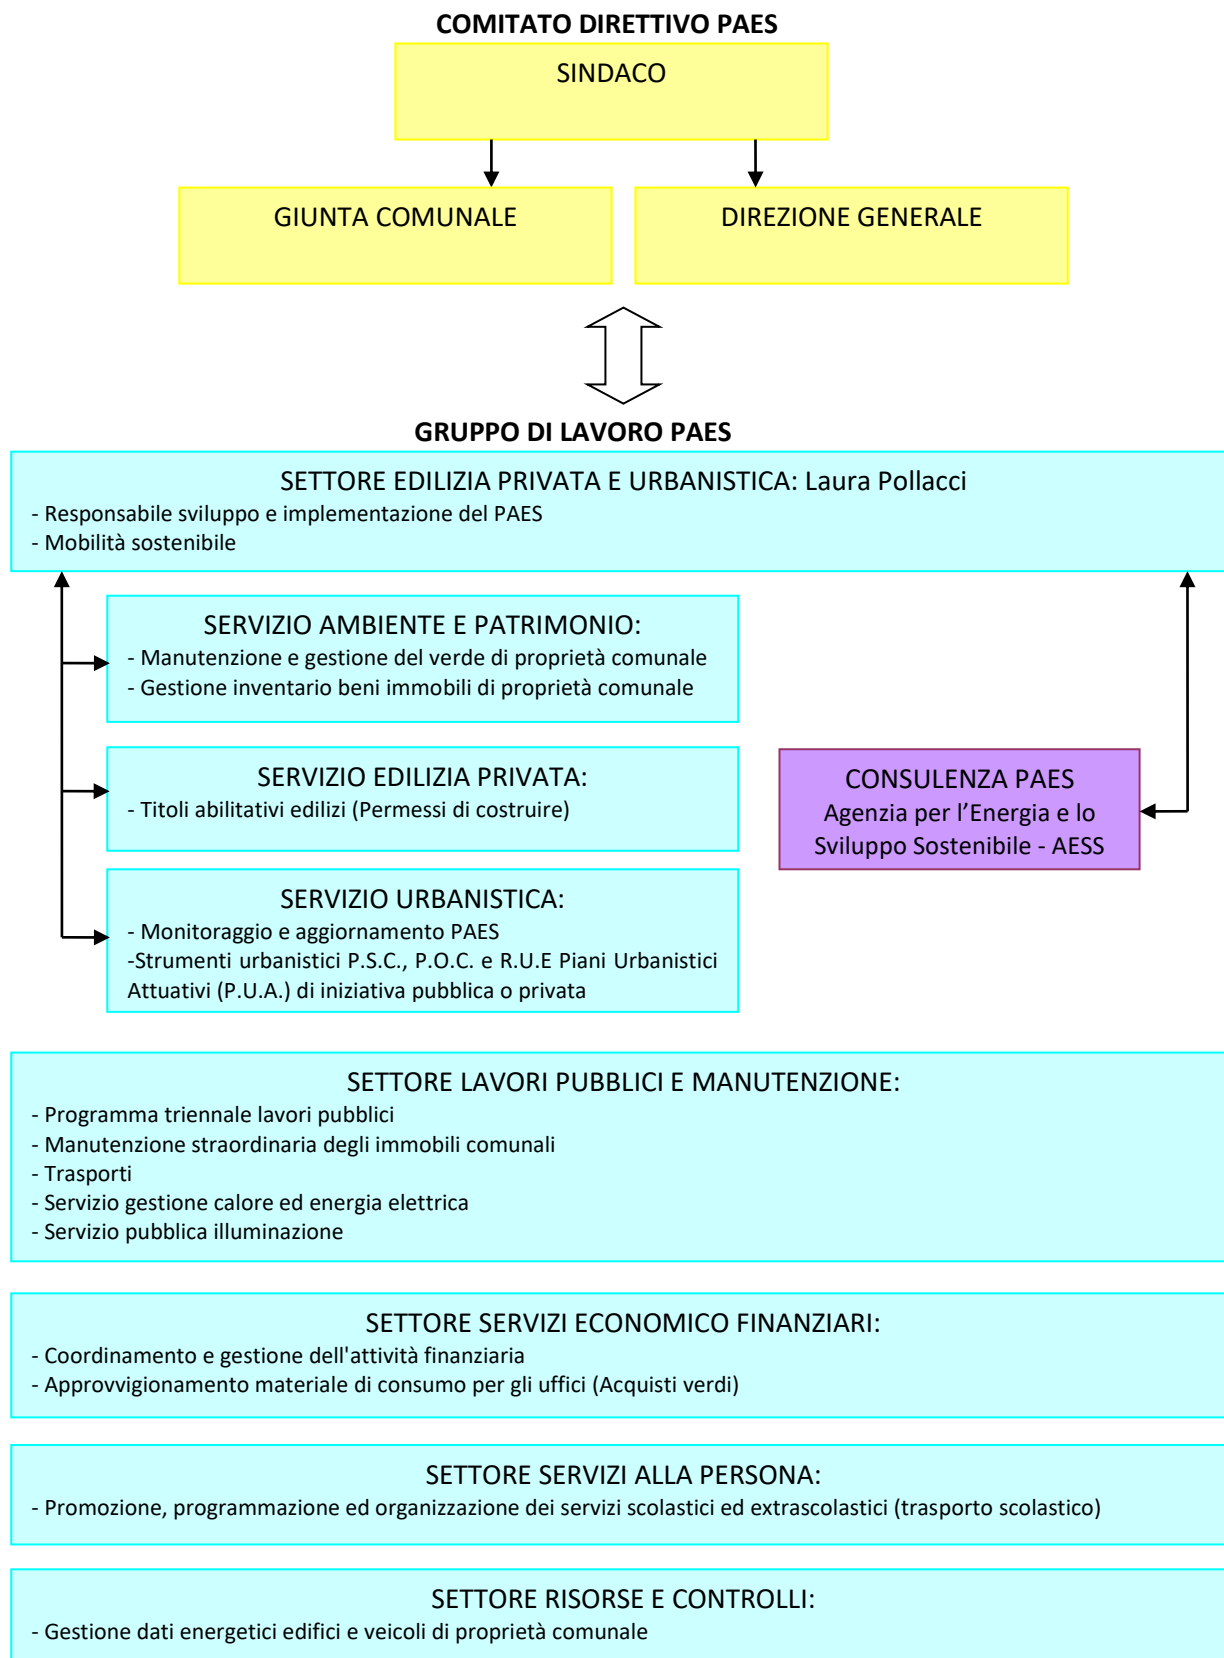 COMITATO DIRETTIVO PAES
SINDACO
GIUNTA COMUNALE
DIREZIONE GENERALE
GRUPPO DI LAVORO PAES
SETTORE EDILIZIA PRIVATA E URBANISTICA: Laura Pollacci
- Responsabile sviluppo e implementazione del PAES
- Mobilità sostenibile
SERVIZIO AMBIENTE E PATRIMONIO:
- Manutenzione e gestione del verde di proprietà comunale
- Gestione inventario beni immobili di proprietà comunale
SERVIZIO EDILIZIA PRIVATA:
- Titoli abilitativi edilizi (Permessi di costruire)
CONSULENZA PAES
Agenzia per l’Energia e lo
Sviluppo Sostenibile - AESS
SERVIZIO URBANISTICA:
- Monitoraggio e aggiornamento PAES
-Strumenti urbanistici P.S.C., P.O.C. e R.U.E Piani Urbanistici
Attuativi (P.U.A.) di iniziativa pubblica o privata
SETTORE LAVORI PUBBLICI E MANUTENZIONE:
- Programma triennale lavori pubblici
- Manutenzione straordinaria degli immobili comunali
- Trasporti
- Servizio gestione calore ed energia elettrica
- Servizio pubblica illuminazione
SETTORE SERVIZI ECONOMICO FINANZIARI:
- Coordinamento e gestione dell'attività finanziaria
- Approvvigionamento materiale di consumo per gli uffici (Acquisti verdi)
SETTORE SERVIZI ALLA PERSONA:
- Promozione, programmazione ed organizzazione dei servizi scolastici ed extrascolastici (trasporto scolastico)
SETTORE RISORSE E CONTROLLI:
- Gestione dati energetici edifici e veicoli di proprietà comunale